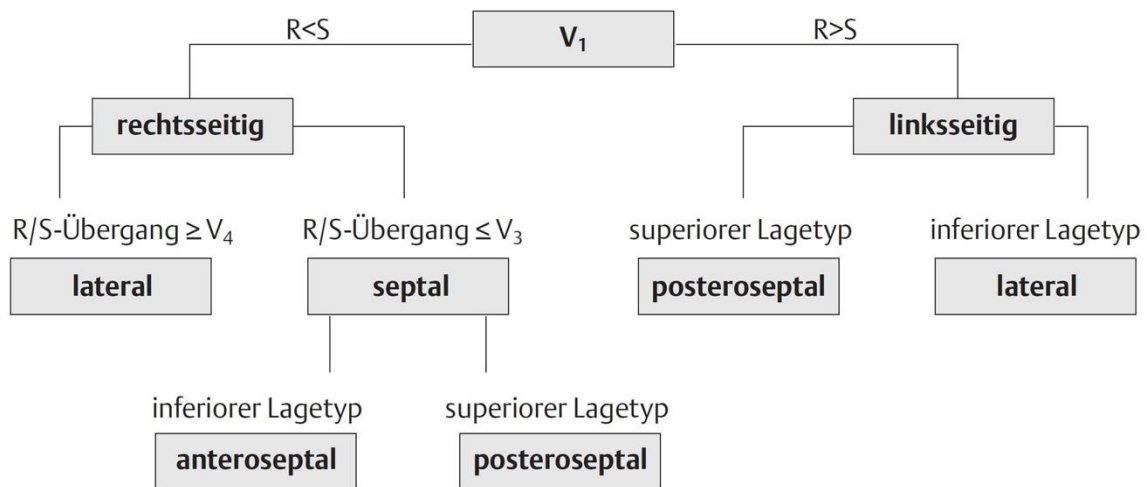 R<S
V₁
R>S
rechtsseitig
linksseitig
R/S-Übergang ≥ V₄
R/S-Übergang ≤ V₃
superiorer Lagetyp
inferiorer Lagetyp
lateral
septal
posteroseptal
lateral
inferiorer Lagetyp
superiorer Lagetyp
anteroseptal
posteroseptal